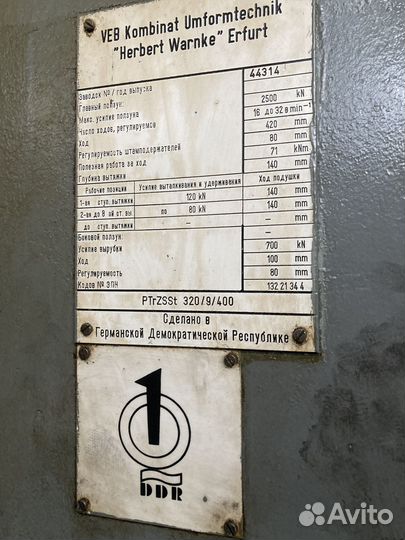 VEB Kombinat Umformtechnik
"Herbert Warnke" Erfurt
Заводск №/год выпуска 44314
Главный ползун:
Макс. усилие ползуна 2500 kN
Число ходов, регулируемое 16 до 32 в min⁻¹
Ход 420 mm
Регулируемость штамподержателей 80 mm
Полезная работа за ход 71 kNm
Глубина вытяжки 140 mm
Рабочие позиции Усилие выталкивания и удерживания Ход подушки
1-ая ст. вытяжки 120 kN 140 mm
2-ая до 8 ой ст. вы. по 80 kN 140 mm
до ступ. вытяжки – – – mm
Боковой ползун:
Усилие вырубки 700 kN
Ход 100 mm
Регулируемость 80 mm
Кодов № ЭПН 132 21 34 4
PTrZSSt 320/9/400
Сделано в
Германской Демократической Республике
1
DDR
Avito